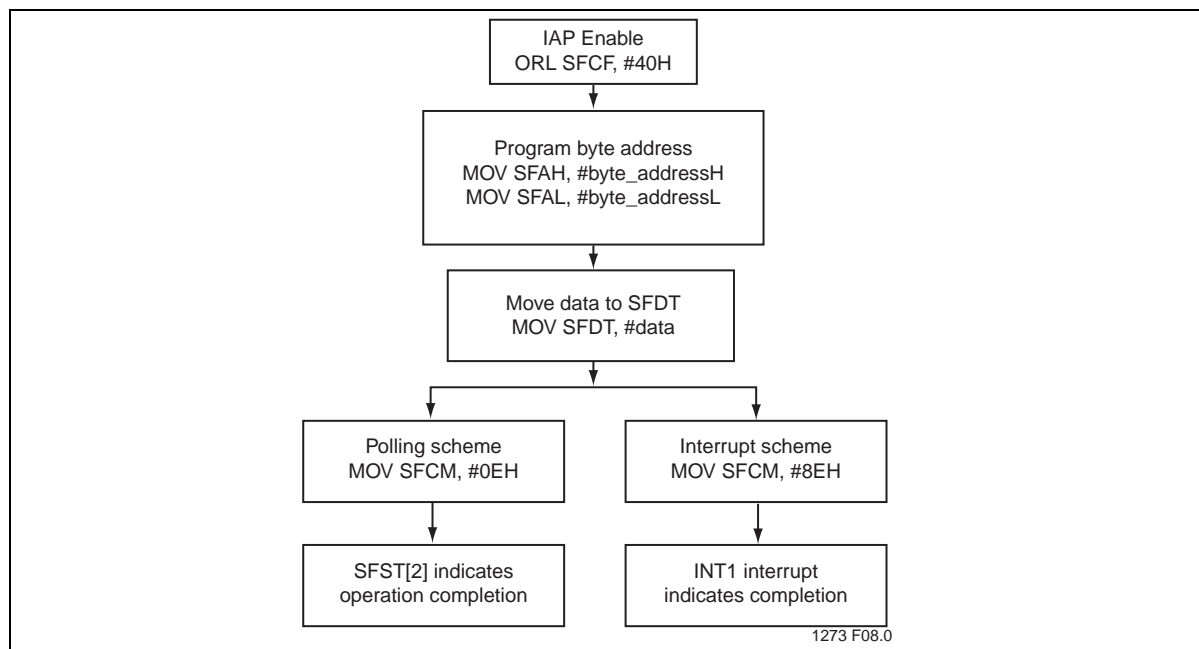 IAP Enable
ORL SFCF, #40H
Program byte address
MOV SFAH, #byte_addressH
MOV SFAL, #byte_addressL
Move data to SFDT
MOV SFDT, #data
Polling scheme
MOV SFCM, #0EH
Interrupt scheme
MOV SFCM, #8EH
SFST[2] indicates
operation completion
INT1 interrupt
indicates completion
1273 F08.0